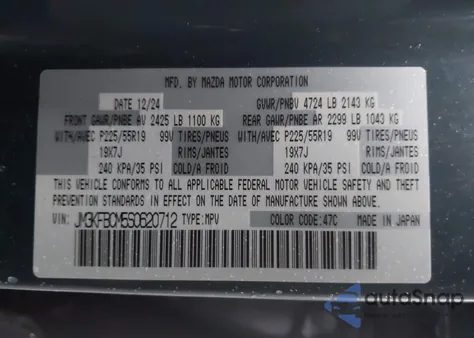 MFD. BY MAZDA MOTOR CORPORATION
DATE 12/24 GVWR/PNBV 4724 LB 2143 KG
FRONT GAWR/PNBE AV 2425 LB 1100 KG REAR GAWR/PNBE AR 2299 LB 1043 KG
WITH/AVEC P225/55R19 99V TIRES/PNEUS WITH/AVEC P225/55R19 99V TIRES/PNEUS
19X7J RIMS/JANTES 19X7J RIMS/JANTES
240 KPA/35 PSI COLD/A FROID 240 KPA/35 PSI COLD/A FROID
THIS VEHICLE CONFORMS TO ALL APPLICABLE FEDERAL MOTOR VEHICLE SAFETY AND THEFT
PREVENTION STANDARDS IN EFFECT ON THE DATE OF MANUFACTURE SHOWN ABOVE.
VIN: JM3KFBCM5S0620712 TYPE:MPV COLOR CODE:47C MADE IN JAPAN
autoSnap